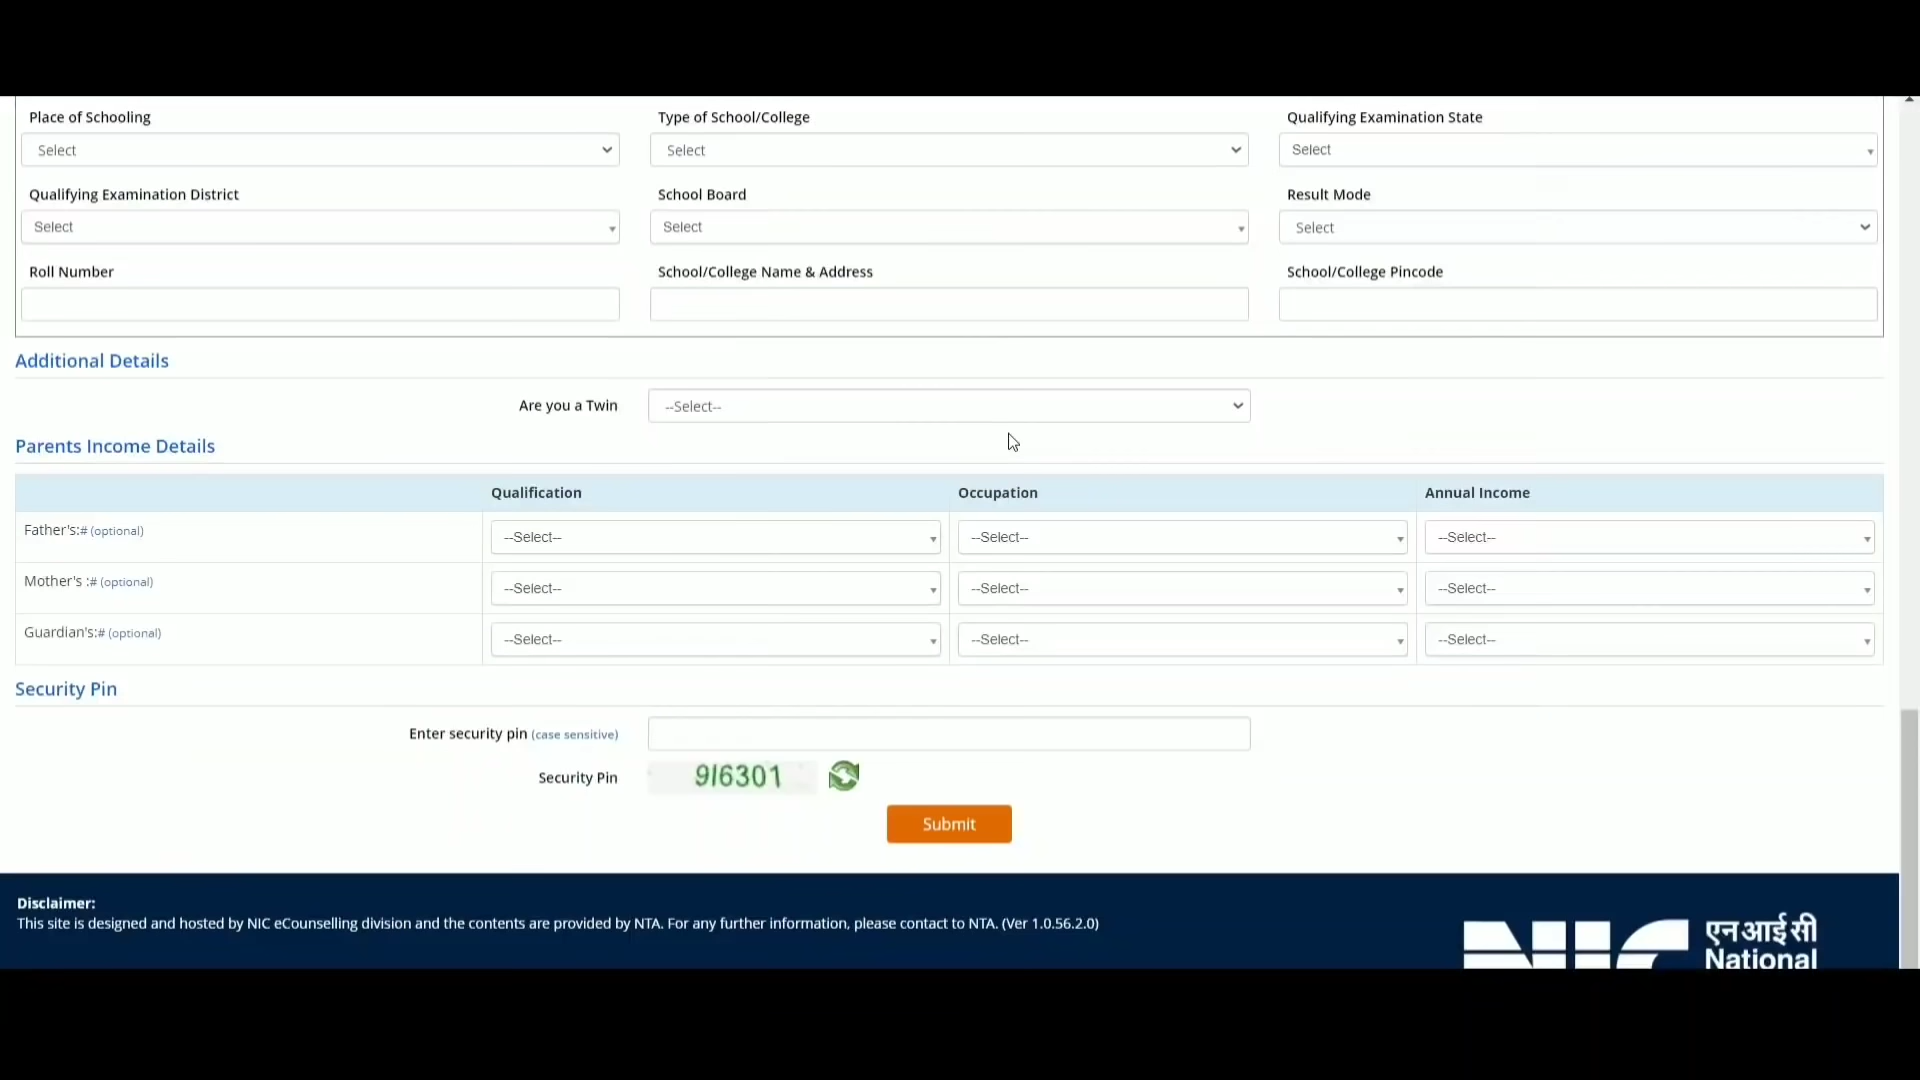 Place of Schooling Type of School/College Qualifying Examination State
Select Select Select
Qualifying Examination District School Board Result Mode
Select Select Select
Roll Number School/College Name & Address School/College Pincode
Additional Details
Are you a Twin --Select--
Parents Income Details
Qualification Occupation Annual Income
Father's:# (optional) --Select-- --Select-- --Select--
Mother's :# (optional) --Select-- --Select-- --Select--
Guardian's:# (optional) --Select-- --Select-- --Select--
Security Pin
Enter security pin (case sensitive)
Security Pin 9I6301
Submit
Disclaimer:
This site is designed and hosted by NIC eCounselling division and the contents are provided by NTA. For any further information, please contact to NTA. (Ver 1.0.56.2.0)
NIC एनआईसी
National